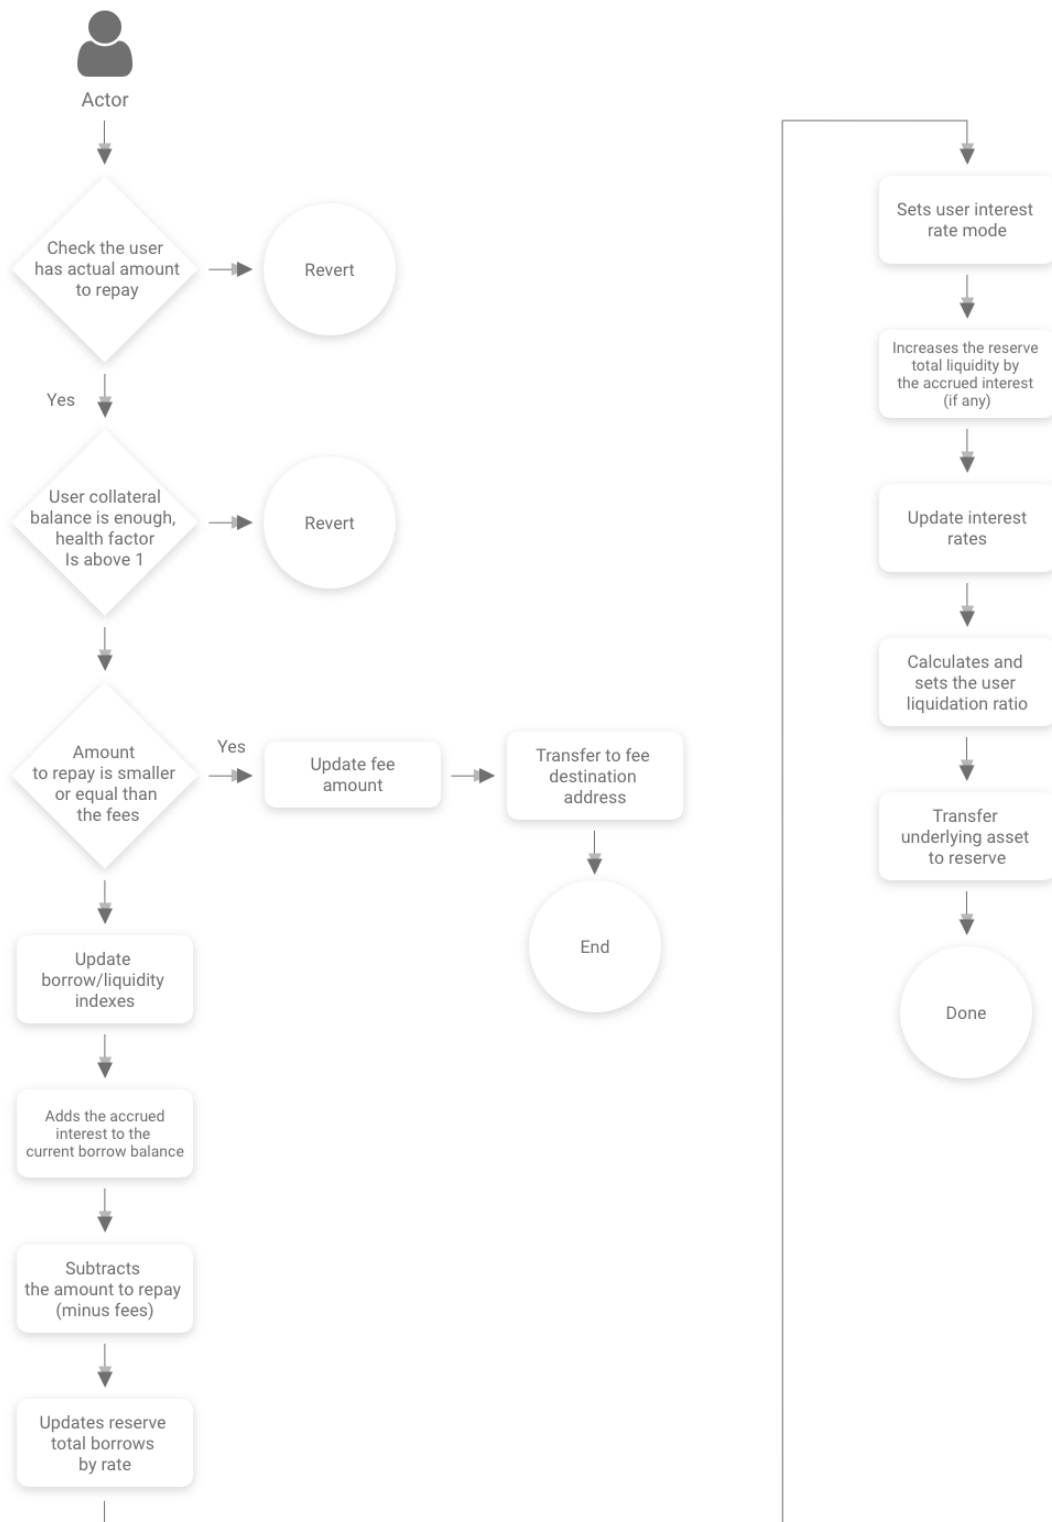 Actor
Check the user
has actual amount
to repay
Revert
Yes
User collateral
balance is enough,
health factor
Is above 1
Revert
Amount
to repay is smaller
or equal than
the fees
Yes
Update fee
amount
Transfer to fee
destination
address
End
Update
borrow/liquidity
indexes
Adds the accrued
interest to the
current borrow balance
Subtracts
the amount to repay
(minus fees)
Updates reserve
total borrows
by rate
Sets user interest
rate mode
Increases the reserve
total liquidity by
the accrued interest
(if any)
Update interest
rates
Calculates and
sets the user
liquidation ratio
Transfer
underlying asset
to reserve
Done